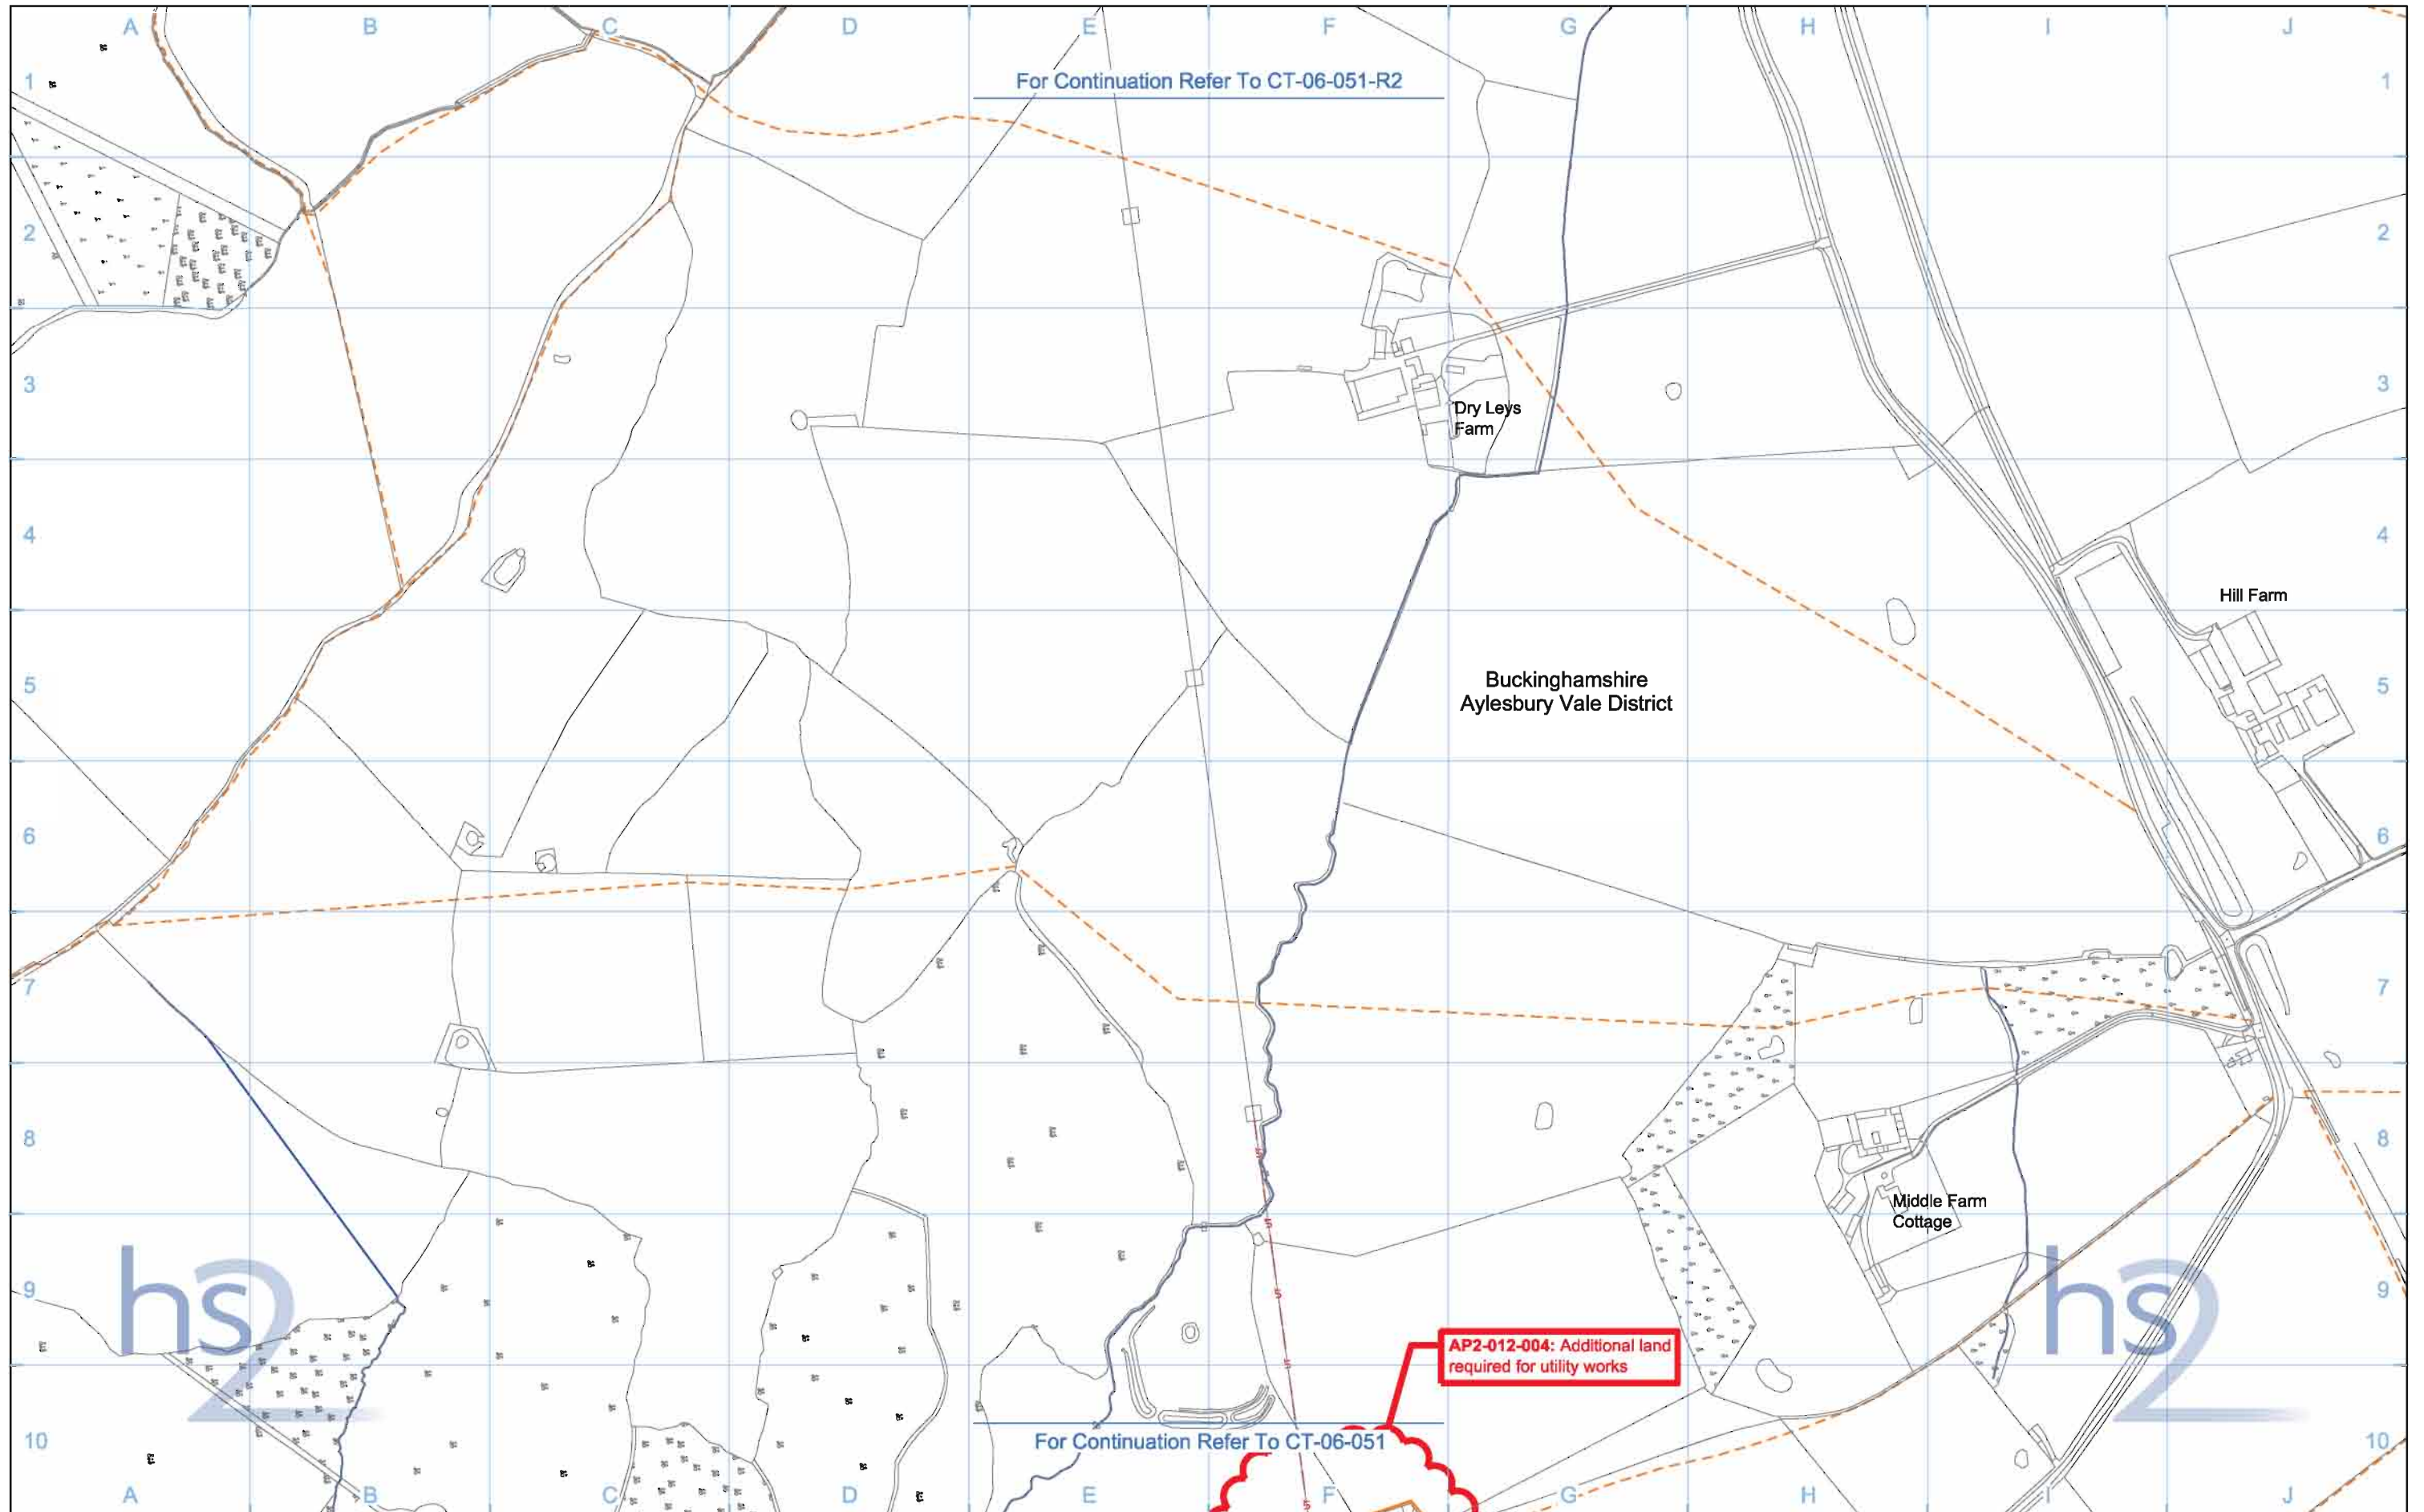 A B C D E F G H I J
For Continuation Refer To CT-06-051-R2
1 1
2 2
3 3
Dry Leys
Farm
4 4
Hill Farm
5 5
Buckinghamshire
Aylesbury Vale District
6 6
7 7
8 8
Middle Farm
Cottage
9 9
hs2 hs2
AP2-012-004: Additional land
required for utility works
For Continuation Refer To CT-06-051
10 10
A B C D E F G H I J